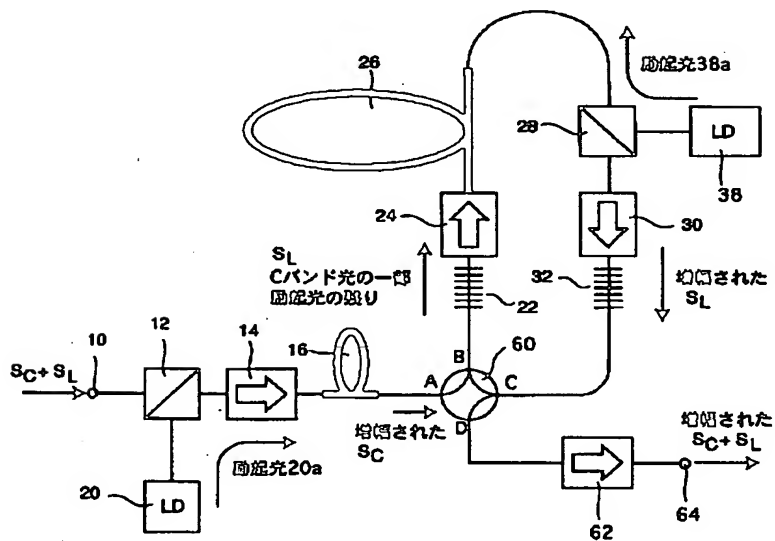 26
励起光38a
28
LD
38
24
30
SL
Cバンド光の一部
励起光の残り
32
増幅された
SL
22
12
14
16
B
60
10
SC+SL
A
C
D
増幅された
SC
増幅された
SC+SL
励起光20a
20
LD
62
64